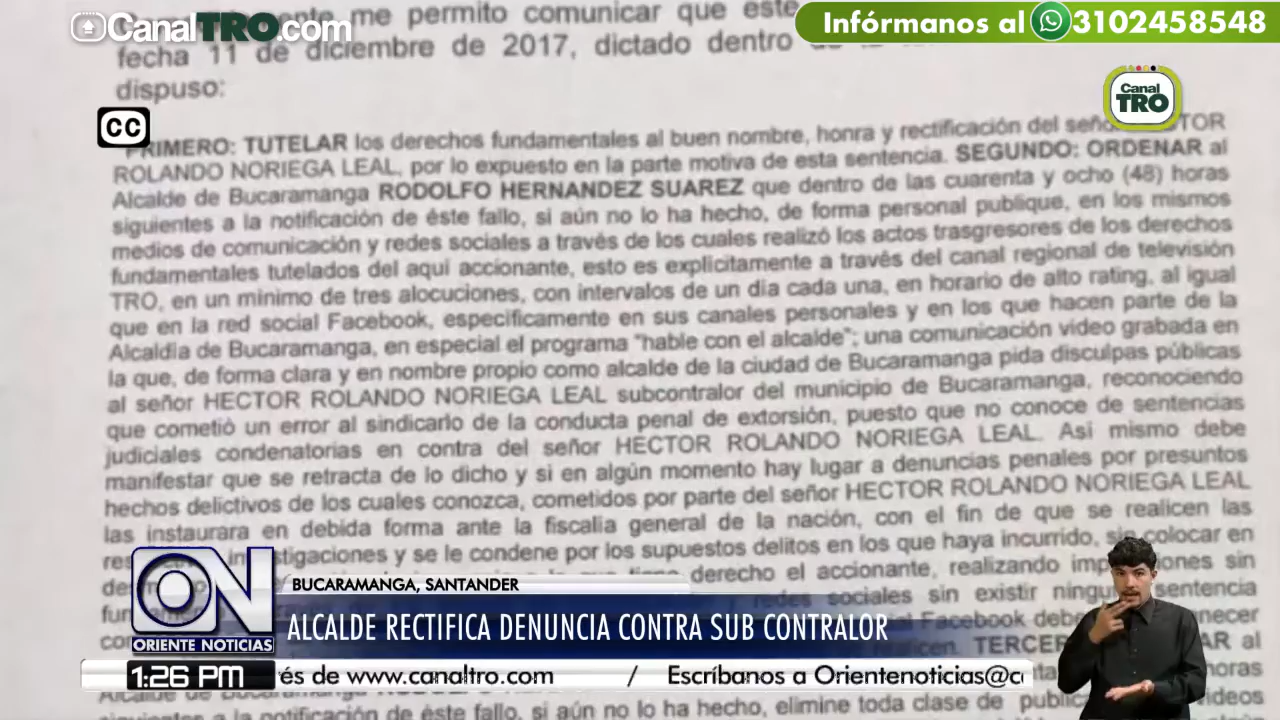 CanalTRO.com
Infórmanos al 3102458548
Canal
TRO
CC
me permito comunicar que este
fecha 11 de diciembre de 2017, dictado dentro
dispuso:
PRIMERO: TUTELAR los derechos fundamentales al buen nombre, honra y rectificación del
ROLANDO NORIEGA LEAL, por lo expuesto en la parte motiva de esta sentencia. SEGUNDO: ORDENAR al
Alcalde de Bucaramanga RODOLFO HERNANDEZ SUAREZ que dentro de las cuarenta y ocho (48) horas
siguientes a la notificación de éste fallo, si aún no lo ha hecho, de forma personal publique, en los mismos
medios de comunicación y redes sociales a través de los cuales realizó los actos trasgresores de los derechos
fundamentales tutelados del aquí accionante, esto es explicitamente a través del canal regional de televisión
TRO, en un mínimo de tres alocuciones, con intervalos de un dia cada una, en horario de alto rating, al igual
que en la red social Facebook, especificamente en sus canales personales y en los que hacen parte de la
Alcaldía de Bucaramanga, en especial el programa "hable con el alcalde"; una comunicación video grabada en
la que, de forma clara y en nombre propio como alcalde de la ciudad de Bucaramanga pida disculpas públicas
al señor HECTOR ROLANDO NORIEGA LEAL subcontralor del municipio de Bucaramanga, reconociendo
que cometió un error al sindicarlo de la conducta penal de extorsión, puesto que no conoce de sentencias
judiciales condenatorias en contra del señor HECTOR ROLANDO NORIEGA LEAL. Así mismo debe
manifestar que se retracta de lo dicho y si en algún momento hay lugar a denuncias penales por presuntos
hechos delictivos de los cuales conozca, cometidos por parte del señor HECTOR ROLANDO NORIEGA LEAL
las instaurara en debida forma ante la fiscalía general de la nación, con el fin de que se realicen las
y se le condene por los supuestos delitos en los que haya incurrido, sin colocar en
derecho el accionante, realizando sin
redes sociales sin existir sentencia
Facebook
TERCER
al
horas
a la notificación de éste fallo, si aún no lo ha hecho, elimine toda clase de
ON
ORIENTE NOTICIAS
BUCARAMANGA, SANTANDER
ALCALDE RECTIFICA DENUNCIA CONTRA SUB CONTRALOR
1:26 PM
és de www.canaltro.com / Escríbanos a Orientenoticias@c